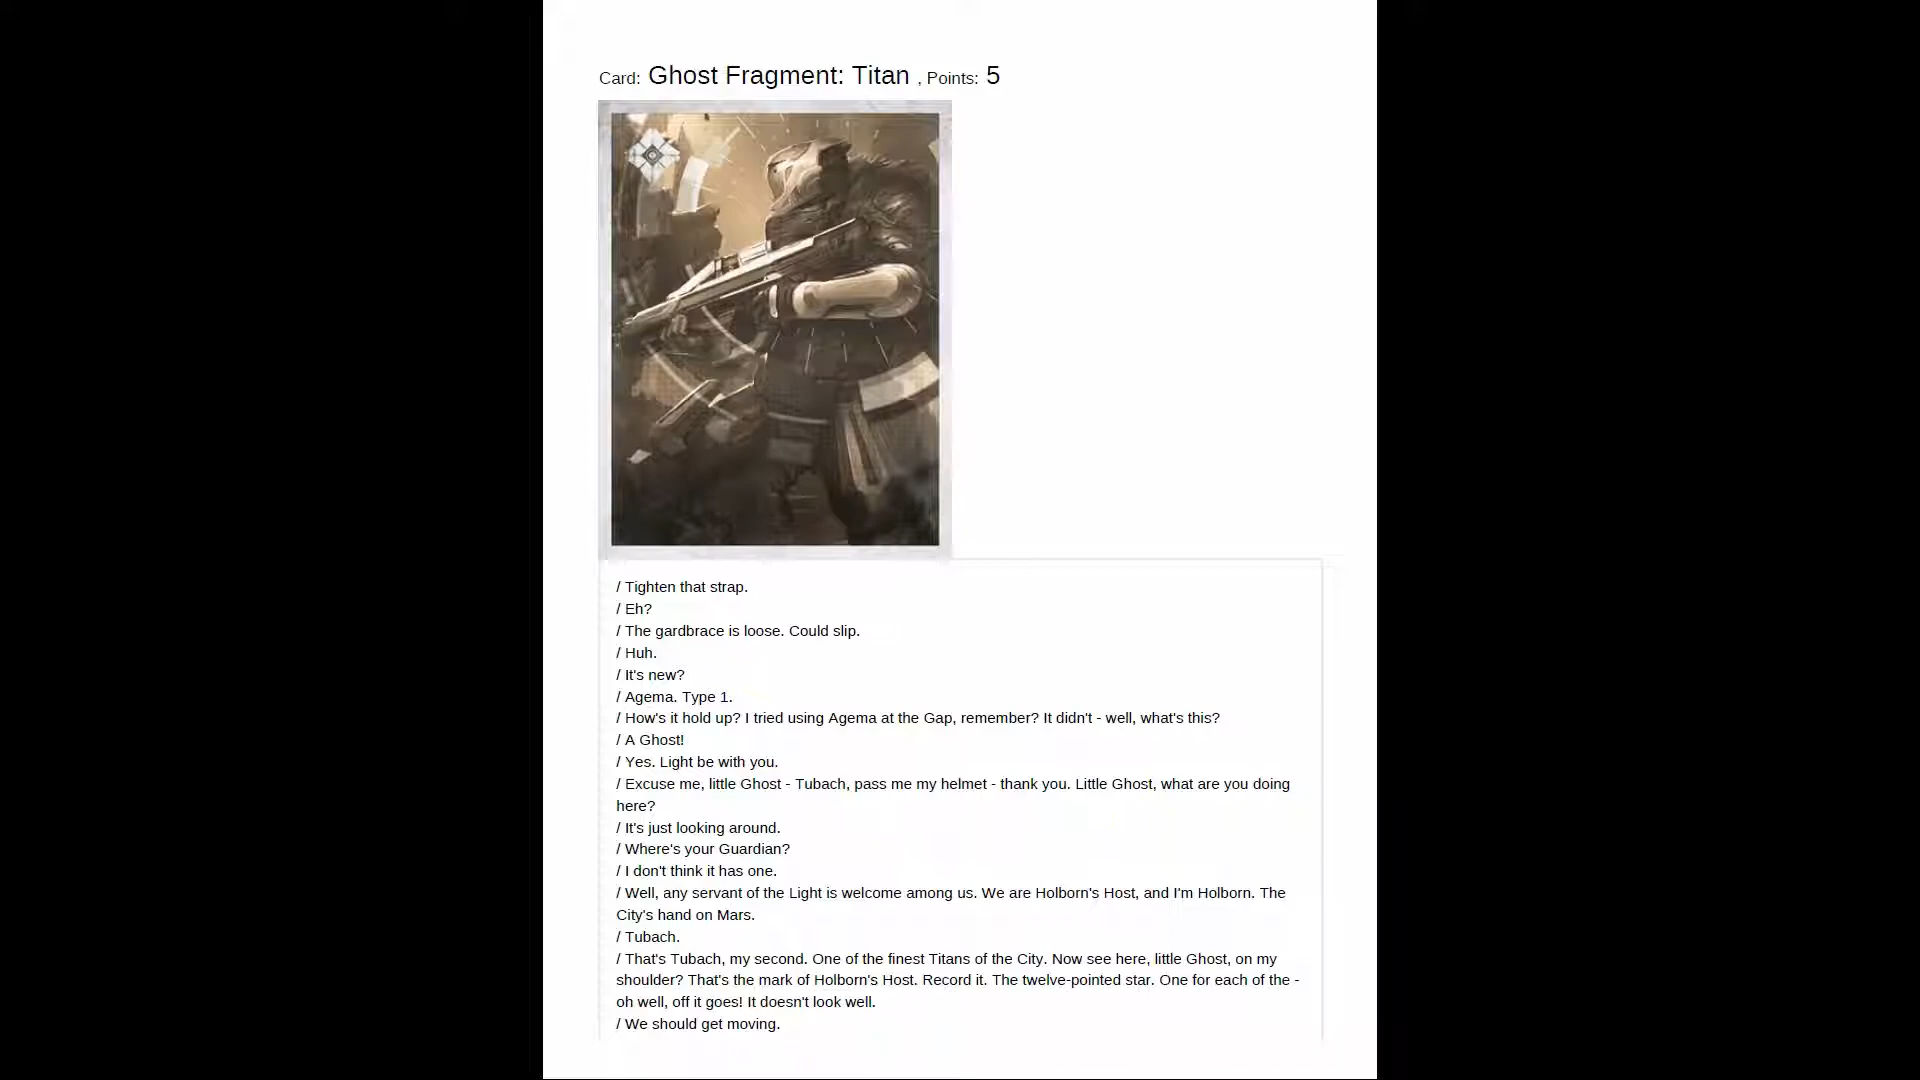 Card: Ghost Fragment: Titan , Points: 5
/ Tighten that strap.
/ Eh?
/ The gardbrace is loose. Could slip.
/ Huh.
/ It's new?
/ Agema. Type 1.
/ How's it hold up? I tried using Agema at the Gap, remember? It didn't - well, what's this?
/ A Ghost!
/ Yes. Light be with you.
/ Excuse me, little Ghost - Tubach, pass me my helmet - thank you. Little Ghost, what are you doing
here?
/ It's just looking around.
/ Where's your Guardian?
/ I don't think it has one.
/ Well, any servant of the Light is welcome among us. We are Holborn's Host, and I'm Holborn. The
City's hand on Mars.
/ Tubach.
/ That's Tubach, my second. One of the finest Titans of the City. Now see here, little Ghost, on my
shoulder? That's the mark of Holborn's Host. Record it. The twelve-pointed star. One for each of the -
oh well, off it goes! It doesn't look well.
/ We should get moving.